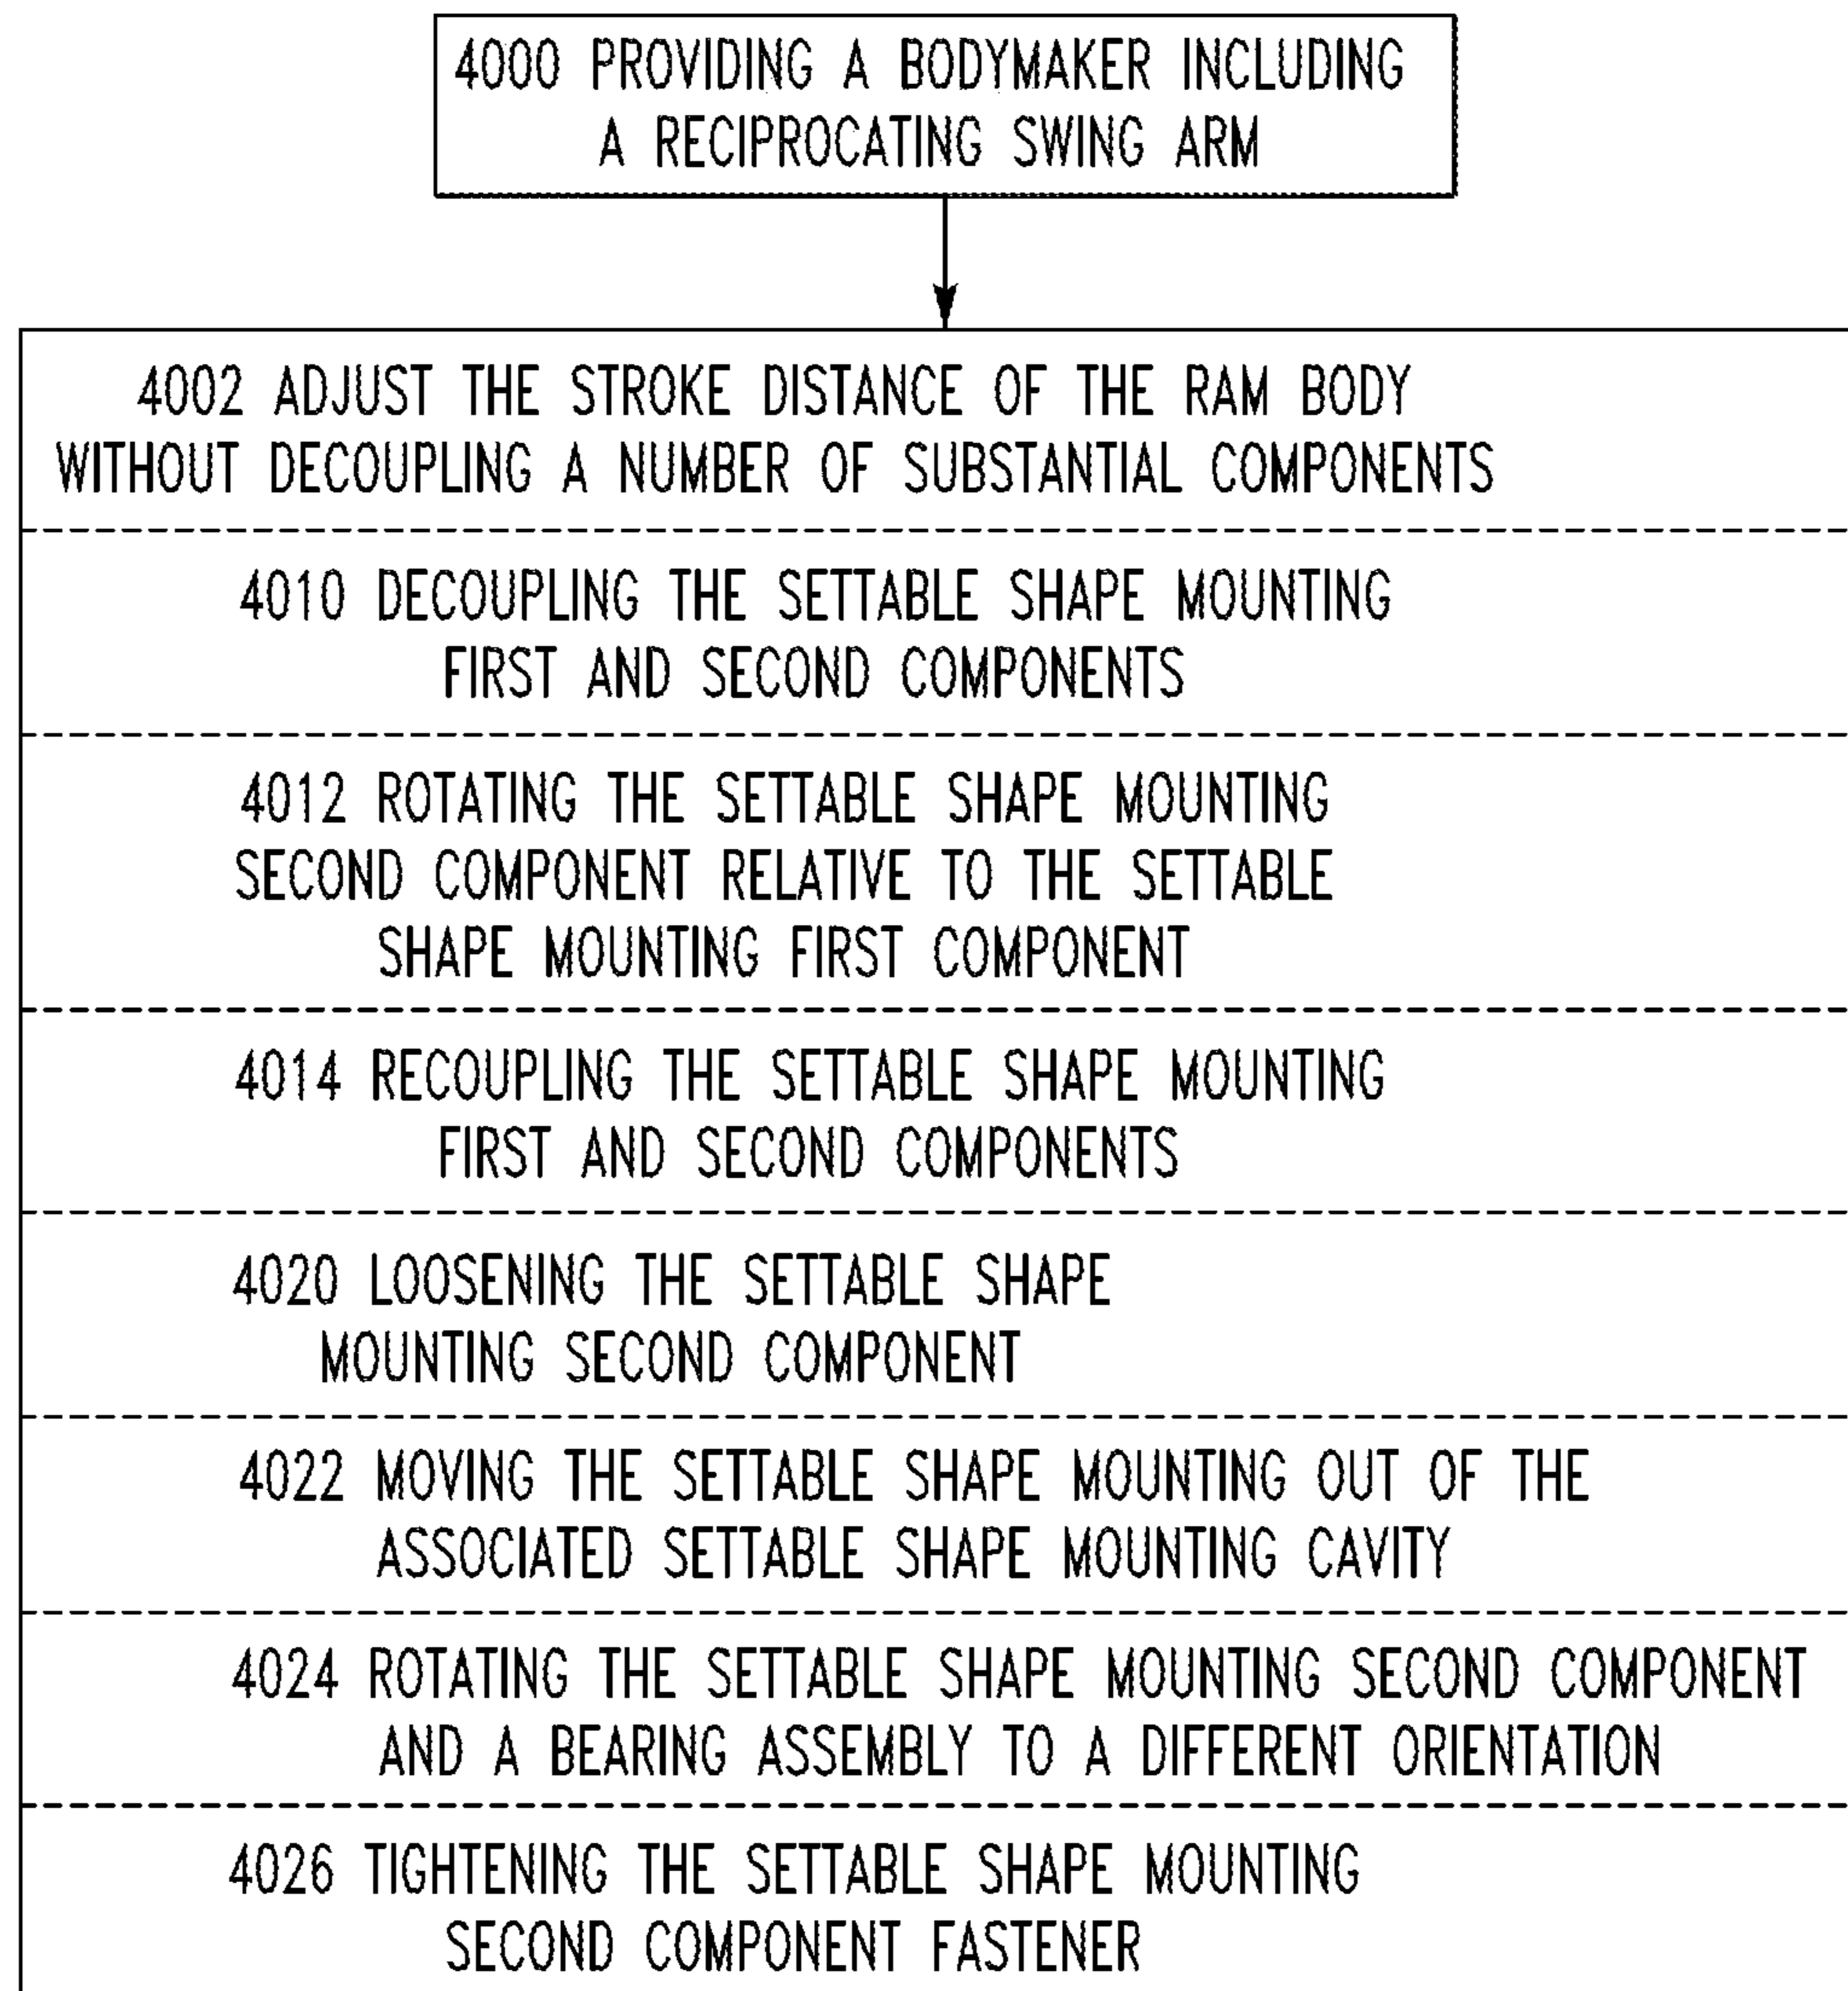 4000 PROVIDING A BODYMAKER INCLUDING
A RECIPROCATING SWING ARM
4002 ADJUST THE STROKE DISTANCE OF THE RAM BODY
WITHOUT DECOUPLING A NUMBER OF SUBSTANTIAL COMPONENTS
4010 DECOUPLING THE SETTABLE SHAPE MOUNTING
FIRST AND SECOND COMPONENTS
4012 ROTATING THE SETTABLE SHAPE MOUNTING
SECOND COMPONENT RELATIVE TO THE SETTABLE
SHAPE MOUNTING FIRST COMPONENT
4014 RECOUPLING THE SETTABLE SHAPE MOUNTING
FIRST AND SECOND COMPONENTS
4020 LOOSENING THE SETTABLE SHAPE
MOUNTING SECOND COMPONENT
4022 MOVING THE SETTABLE SHAPE MOUNTING OUT OF THE
ASSOCIATED SETTABLE SHAPE MOUNTING CAVITY
4024 ROTATING THE SETTABLE SHAPE MOUNTING SECOND COMPONENT
AND A BEARING ASSEMBLY TO A DIFFERENT ORIENTATION
4026 TIGHTENING THE SETTABLE SHAPE MOUNTING
SECOND COMPONENT FASTENER